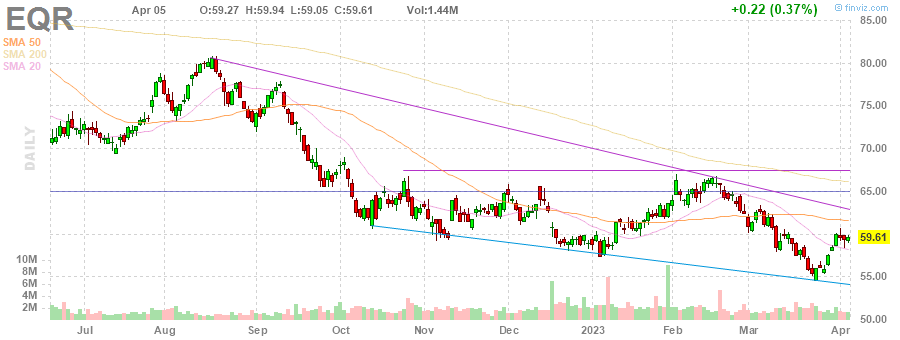 EQR
Apr 05 O:59.27 H:59.94 L:59.05 C:59.61 Vol:1.44M +0.22 (0.37%)
© finviz.com
SMA 50
SMA 200
SMA 20
DAILY
85.00
80.00
75.00
70.00
65.00
59.61
55.00
50.00
10M
8M
6M
4M
2M
Jul Aug Sep Oct Nov Dec 2023 Feb Mar Apr